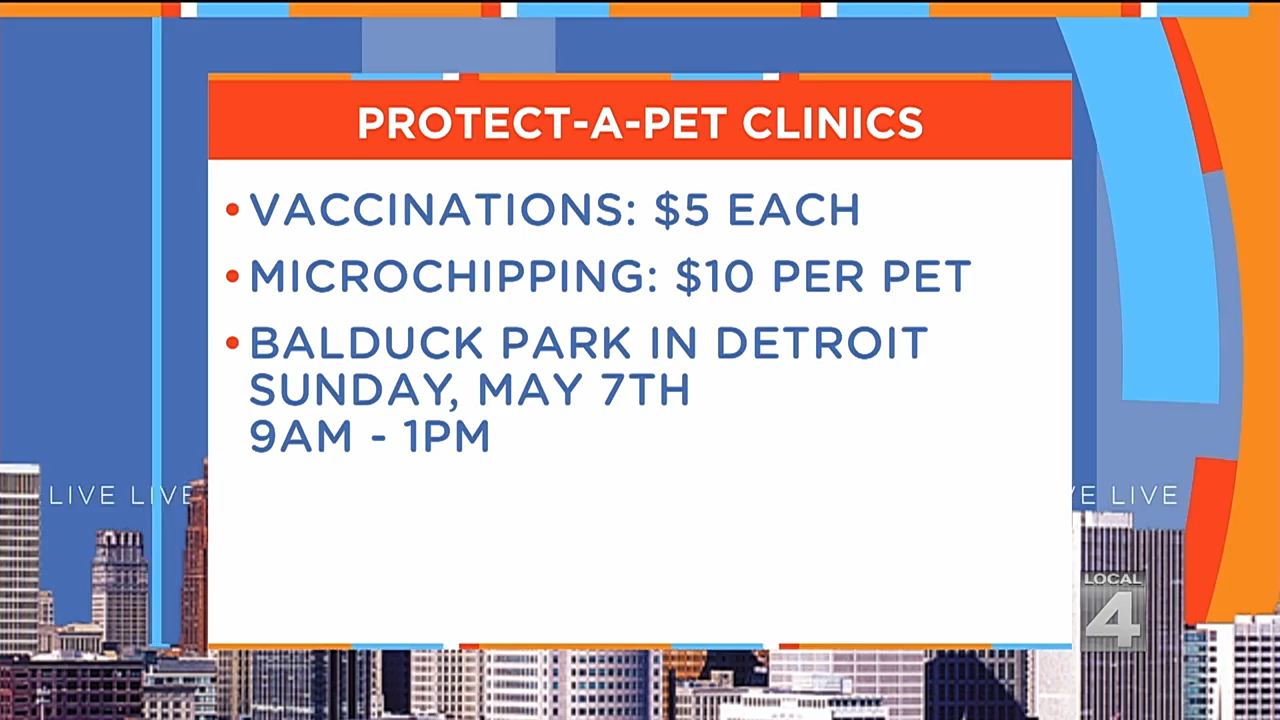 PROTECT-A-PET CLINICS
• VACCINATIONS: $5 EACH
• MICROCHIPPING: $10 PER PET
• BALDUCK PARK IN DETROIT
SUNDAY, MAY 7TH
9AM - 1PM
LIVE LIVE
VE LIVE
LOCAL
4